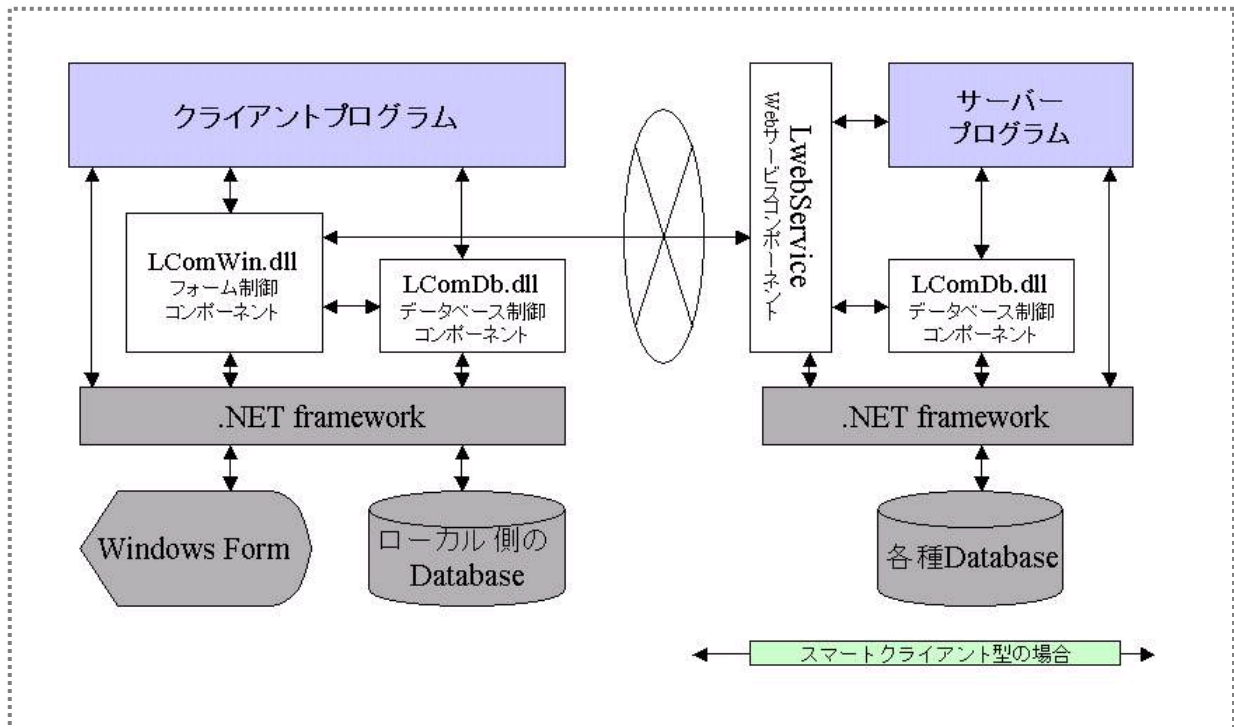 クライアントプログラム
LComWin.dll
フォーム制御
コンポーネント
LComDb.dll
データベース制御
コンポーネント
.NET framework
Windows Form
ローカル側の
Database
LwebService
Webサービスコンポーネント
サーバー
プログラム
LComDb.dll
データベース制御
コンポーネント
.NET framework
各種Database
スマートクライアント型の場合